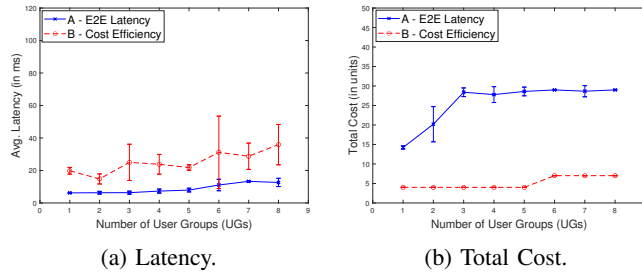 A - E2E Latency
B - Cost Efficiency
Avg. Latency (in ms)
120
100
80
60
40
20
0
0 1 2 3 4 5 6 7 8 9
Number of User Groups (UGs)
(a) Latency.
A - E2E Latency
B - Cost Efficiency
Total Cost (in units)
50
45
40
35
30
25
20
15
10
5
0
0 1 2 3 4 5 6 7 8
Number of User Groups (UGs)
(b) Total Cost.